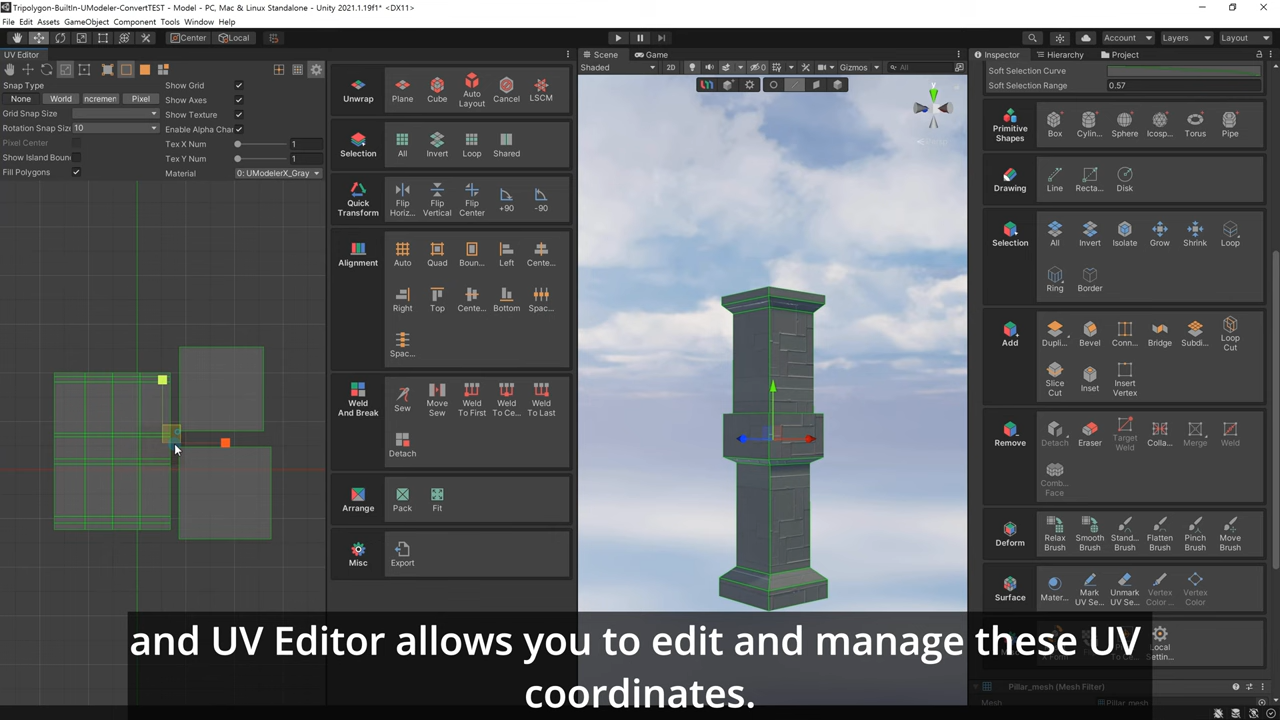 Tripolygon-BuiltIn-UModeler-ConvertTEST - Model - PC, Mac & Linux Standalone - Unity 2021.1.19f1* <DX11>
File Edit Assets GameObject Component Tools Window Help
Center Local
Account Layers Layout
UV Editor
Scene Game
Inspector Hierarchy Project
Shaded 2D 0 Gizmos All
Soft Selection Curve
Soft Selection Range 0.57
Snap Type
None World ncremen Pixel
Grid Snap Size
Rotation Snap Siz 10
Pixel Center
Show Island Boun
Fill Polygons
Show Grid
Show Axes
Show Texture
Enable Alpha Chan
Tex X Num 1
Tex Y Num 1
Material 0: UModelerX_Gray
Unwrap Plane Cube Auto Layout Cancel LSCM
Selection All Invert Loop Shared
Quick Transform Flip Horiz... Flip Vertical Flip Center +90 -90
Alignment Auto Quad Boun... Left Cente...
Right Top Cente... Bottom Spac...
Spac...
Weld And Break Sew Move Sew Weld To First Weld To Ce... Weld To Last
Detach
Arrange Pack Fit
Misc Export
Primitive Shapes Box Cylin... Sphere Icosp... Torus Pipe
Drawing Line Recta... Disk
Selection All Invert Isolate Grow Shrink Loop
Ring Border
Add Dupli... Bevel Conn... Bridge Subdi... Loop Cut
Slice Cut Inset Insert Vertex
Remove Detach Eraser Target Weld Colla... Merge Weld
Comb... Face
Deform Relax Brush Smooth Brush Stand... Brush Flatten Brush Pinch Brush Move Brush
Surface Mater... Mark UV Se... Unmark UV Se... Vertex Color ... Vertex Color
Local Settin...
Pillar_mesh (Mesh Filter)
Mesh Pillar_mesh
and UV Editor allows you to edit and manage these UV
coordinates.